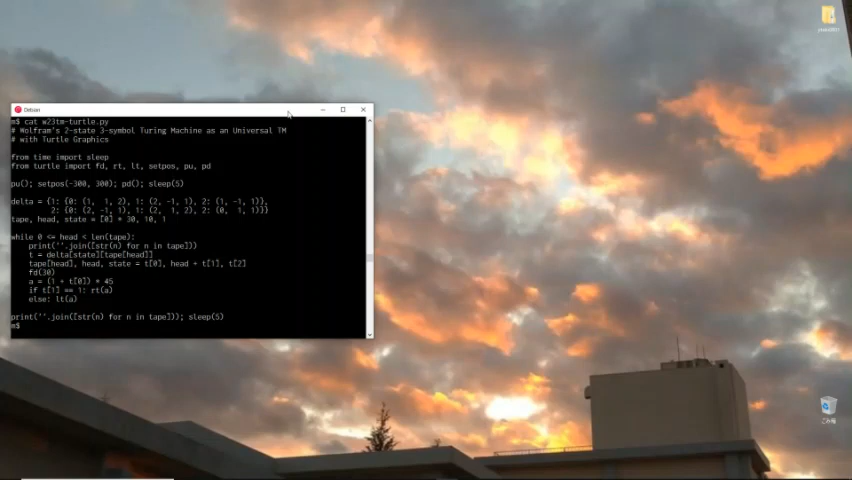 Debian
m$ cat w23tm-turtle.py
# Wolfram's 2-state 3-symbol Turing Machine as an Universal TM
# with Turtle Graphics
from time import sleep
from turtle import fd, rt, lt, setpos, pu, pd
pu(); setpos(-300, 300); pd(); sleep(5)
delta = {1: {0: (1,  1, 2), 1: (2, -1, 1), 2: (1, -1, 1)},
         2: {0: (2, -1, 1), 1: (2,  1, 2), 2: (0,  1, 1)}}
tape, head, state = [0] * 30, 10, 1
while 0 <= head < len(tape):
    print(''.join([str(n) for n in tape]))
    t = delta[state][tape[head]]
    tape[head], head, state = t[0], head + t[1], t[2]
    fd(30)
    a = (1 + t[0]) * 45
    if t[1] == 1: rt(a)
    else: lt(a)
print(''.join([str(n) for n in tape])); sleep(5)
m$
ごみ箱